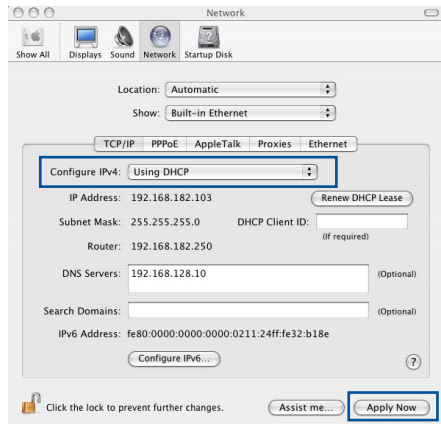 Network
Show All Displays Sound Network Startup Disk
Location: Automatic
Show: Built-in Ethernet
TCP/IP PPPoE AppleTalk Proxies Ethernet
Configure IPv4: Using DHCP
IP Address: 192.168.182.103 Renew DHCP Lease
Subnet Mask: 255.255.255.0 DHCP Client ID:
(If required)
Router: 192.168.182.250
DNS Servers: 192.168.128.10 (Optional)
Search Domains: (Optional)
IPv6 Address: fe80:0000:0000:0000:0211:24ff:fe32:b18e
Configure IPv6... ?
Click the lock to prevent further changes. Assist me... Apply Now